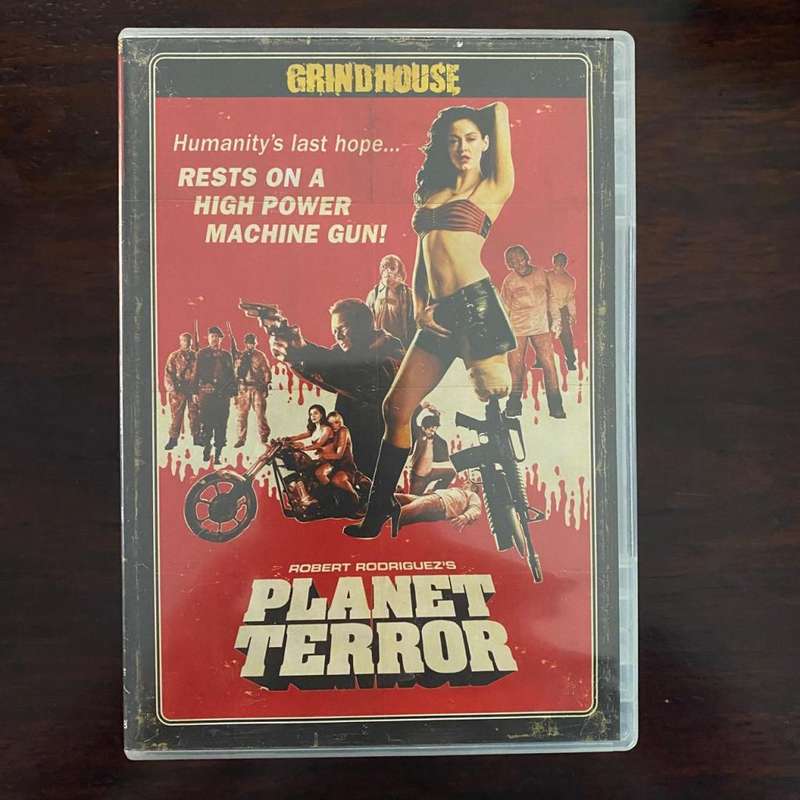 GRINDHOUSE
Humanity's last hope...
RESTS ON A
HIGH POWER
MACHINE GUN!
ROBERT RODRIGUEZ'S
PLANET
TERROR